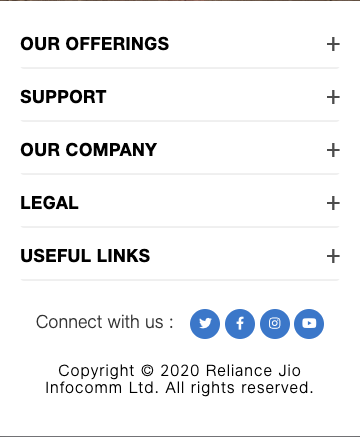 OUR OFFERINGS
SUPPORT
OUR COMPANY
LEGAL
USEFUL LINKS
Connect with us :
Copyright © 2020 Reliance Jio
Infocomm Ltd. All rights reserved.